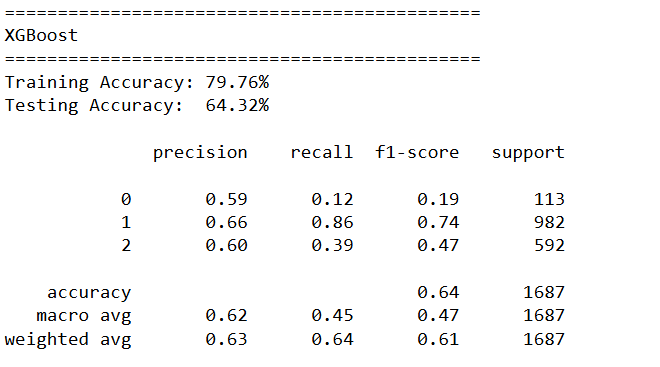 =============================================
XGBoost
=============================================
Training Accuracy: 79.76%
Testing Accuracy:  64.32%
              precision    recall  f1-score   support
           0       0.59      0.12      0.19       113
           1       0.66      0.86      0.74       982
           2       0.60      0.39      0.47       592
    accuracy                           0.64      1687
   macro avg       0.62      0.45      0.47      1687
weighted avg       0.63      0.64      0.61      1687